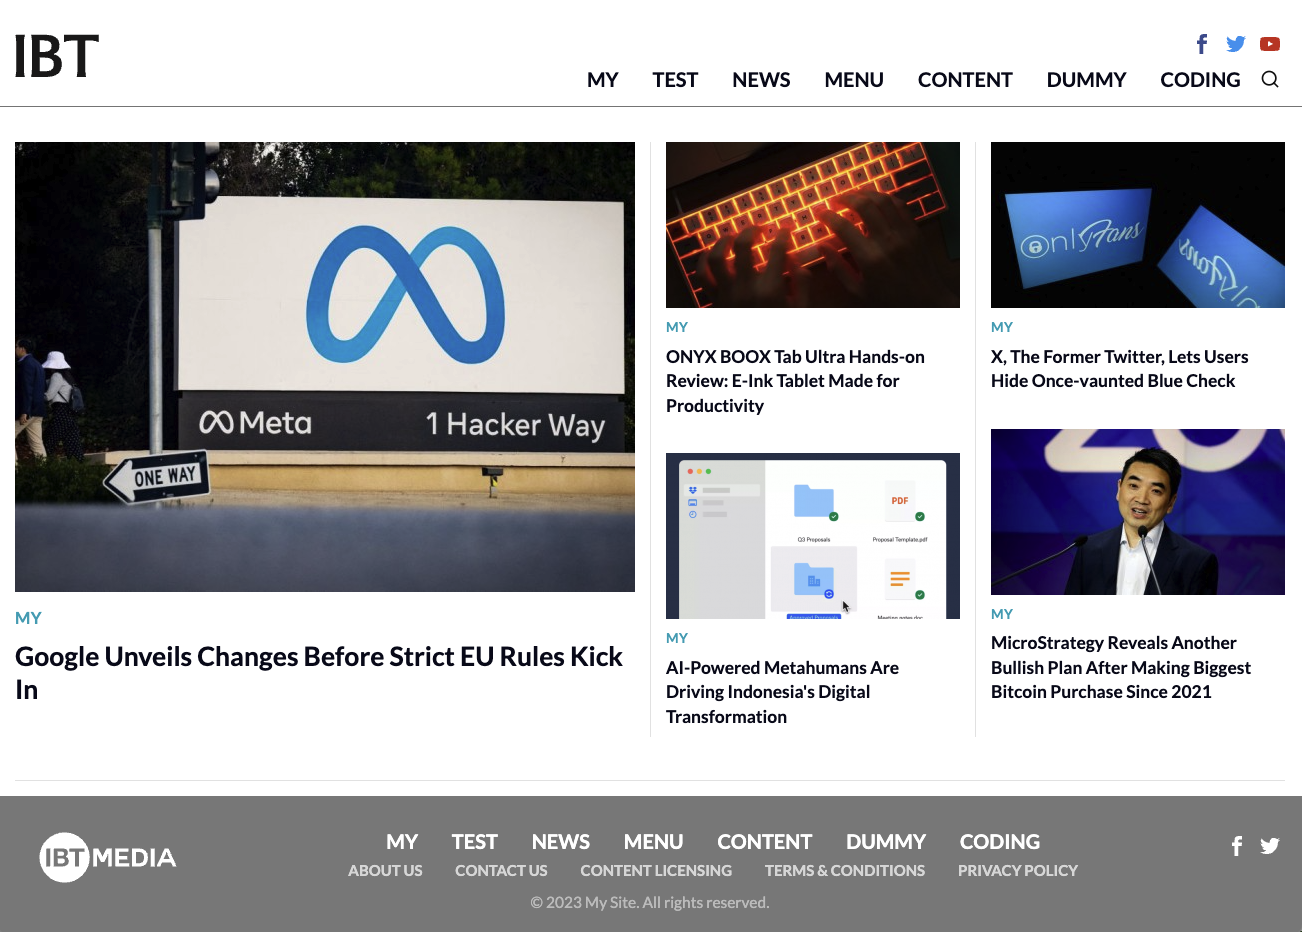 IBT
MY TEST NEWS MENU CONTENT DUMMY CODING
Meta 1 Hacker Way
ONE WAY
MY
Google Unveils Changes Before Strict EU Rules Kick
In
MY
ONYX BOOX Tab Ultra Hands-on
Review: E-Ink Tablet Made for
Productivity
PDF
Q3 Proposals Proposal Template.pdf
MY
AI-Powered Metahumans Are
Driving Indonesia's Digital
Transformation
OnlyFans
MY
X, The Former Twitter, Lets Users
Hide Once-vaunted Blue Check
MY
MicroStrategy Reveals Another
Bullish Plan After Making Biggest
Bitcoin Purchase Since 2021
IBT MEDIA
MY TEST NEWS MENU CONTENT DUMMY CODING
ABOUT US CONTACT US CONTENT LICENSING TERMS & CONDITIONS PRIVACY POLICY
© 2023 My Site. All rights reserved.